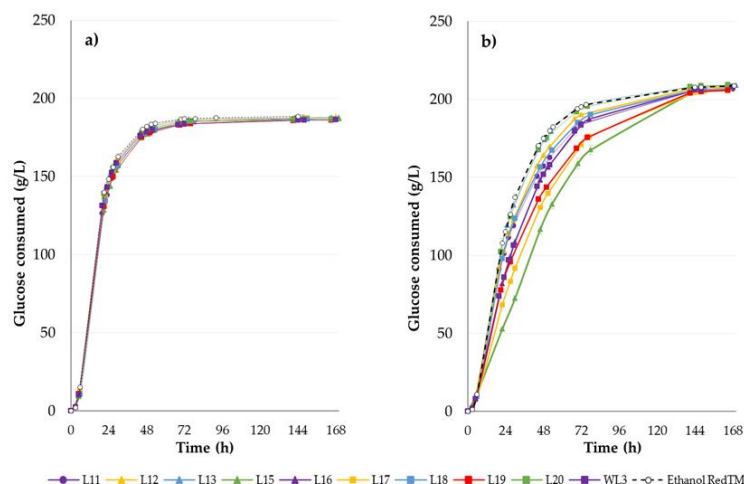 a)
250
200
150
100
50
0
Glucose consumed (g/L)
0 24 48 72 96 120 144 168
Time (h)
b)
250
200
150
100
50
0
Glucose consumed (g/L)
0 24 48 72 96 120 144 168
Time (h)
L11 L12 L13 L15 L16 L17 L18 L19 L20 WL3 Ethanol RedTM